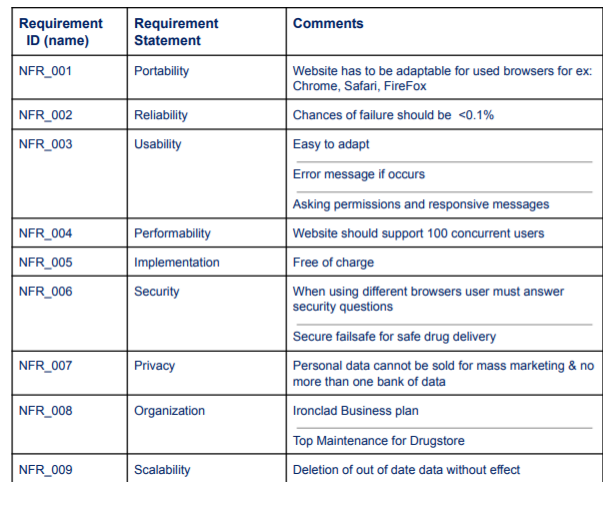 Requirement Requirement Comments
ID (name) Statement
NFR_001 Portability Website has to be adaptable for used browsers for ex:
Chrome, Safari, FireFox
NFR_002 Reliability Chances of failure should be <0.1%
NFR_003 Usability Easy to adapt
Error message if occurs
Asking permissions and responsive messages
NFR_004 Performability Website should support 100 concurrent users
NFR_005 Implementation Free of charge
NFR_006 Security When using different browsers user must answer
security questions
Secure failsafe for safe drug delivery
NFR_007 Privacy Personal data cannot be sold for mass marketing & no
more than one bank of data
NFR_008 Organization Ironclad Business plan
Top Maintenance for Drugstore
NFR_009 Scalability Deletion of out of date data without effect